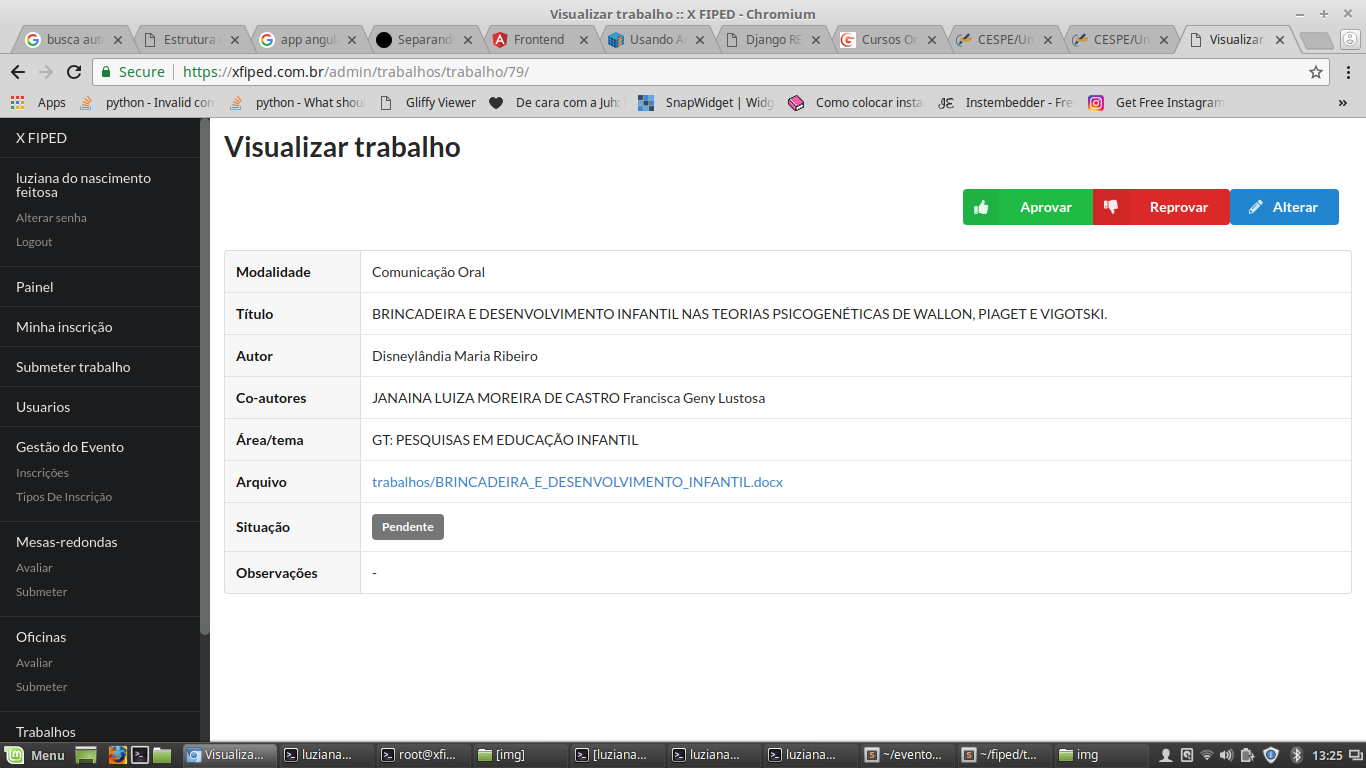 Visualizar trabalho :: X FIPED - Chromium
busca aut
Estrutura
app angul
Separand
Frontend
Usando A
Django RE
Cursos On
CESPE/Un
CESPE/Un
Visualizar
Secure
https://xfiped.com.br/admin/trabalhos/trabalho/79/
Apps
python - Invalid con
python - What shou
Gliffy Viewer
De cara com a Juh:
SnapWidget | Widg
Como colocar insta
Instembedder - Fre
Get Free Instagram
»
X FIPED
luziana do nascimento
feitosa
Alterar senha
Logout
Painel
Minha inscrição
Submeter trabalho
Usuarios
Gestão do Evento
Inscrições
Tipos De Inscrição
Mesas-redondas
Avaliar
Submeter
Oficinas
Avaliar
Submeter
Trabalhos
Visualizar trabalho
Aprovar
Reprovar
Alterar
Modalidade Comunicação Oral
Título BRINCADEIRA E DESENVOLVIMENTO INFANTIL NAS TEORIAS PSICOGENÉTICAS DE WALLON, PIAGET E VIGOTSKI.
Autor Disneylândia Maria Ribeiro
Co-autores JANAINA LUIZA MOREIRA DE CASTRO Francisca Geny Lustosa
Área/tema GT: PESQUISAS EM EDUCAÇÃO INFANTIL
Arquivo trabalhos/BRINCADEIRA_E_DESENVOLVIMENTO_INFANTIL.docx
Situação Pendente
Observações -
Menu
Visualiza...
luziana...
root@xfi...
[img]
[luziana...
luziana...
luziana...
~/evento...
~/fiped/t...
img
13:25